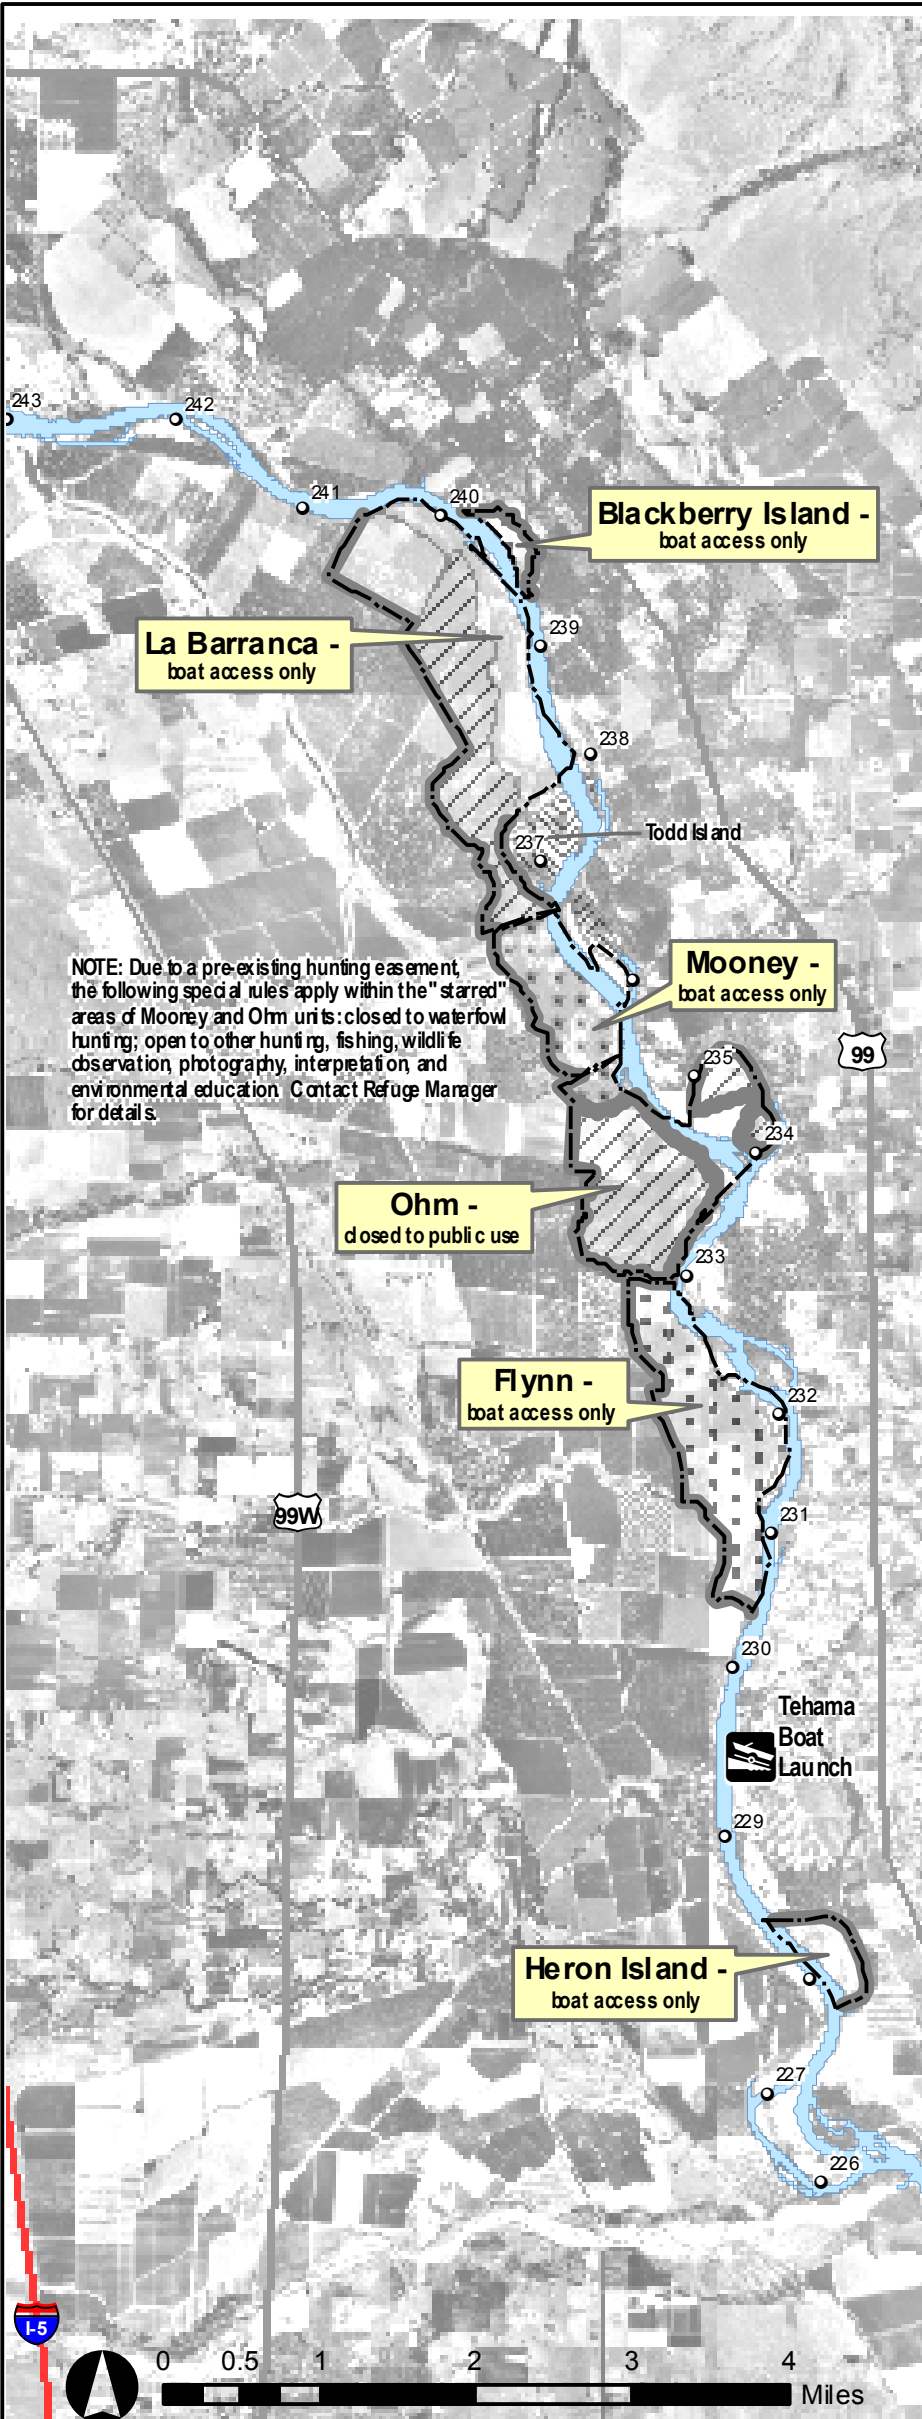 243
242
241
240
Blackberry Island -
boat access only
239
La Barranca -
boat access only
238
Todd Island
237
NOTE: Due to a pre-existing hunting easement,
the following special rules apply within the "starred"
areas of Mooney and Ohm units: closed to waterfowl
hunting; open to other hunting, fishing, wildlife
observation, photography, interpretation, and
environmental education. Contact Refuge Manager
for details.
Mooney -
boat access only
99
235
234
Ohm -
closed to public use
233
Flynn -
boat access only
232
99W
231
230
Tehama
Boat
Launch
229
Heron Island -
boat access only
227
226
I-5
0 0.5 1 2 3 4
Miles